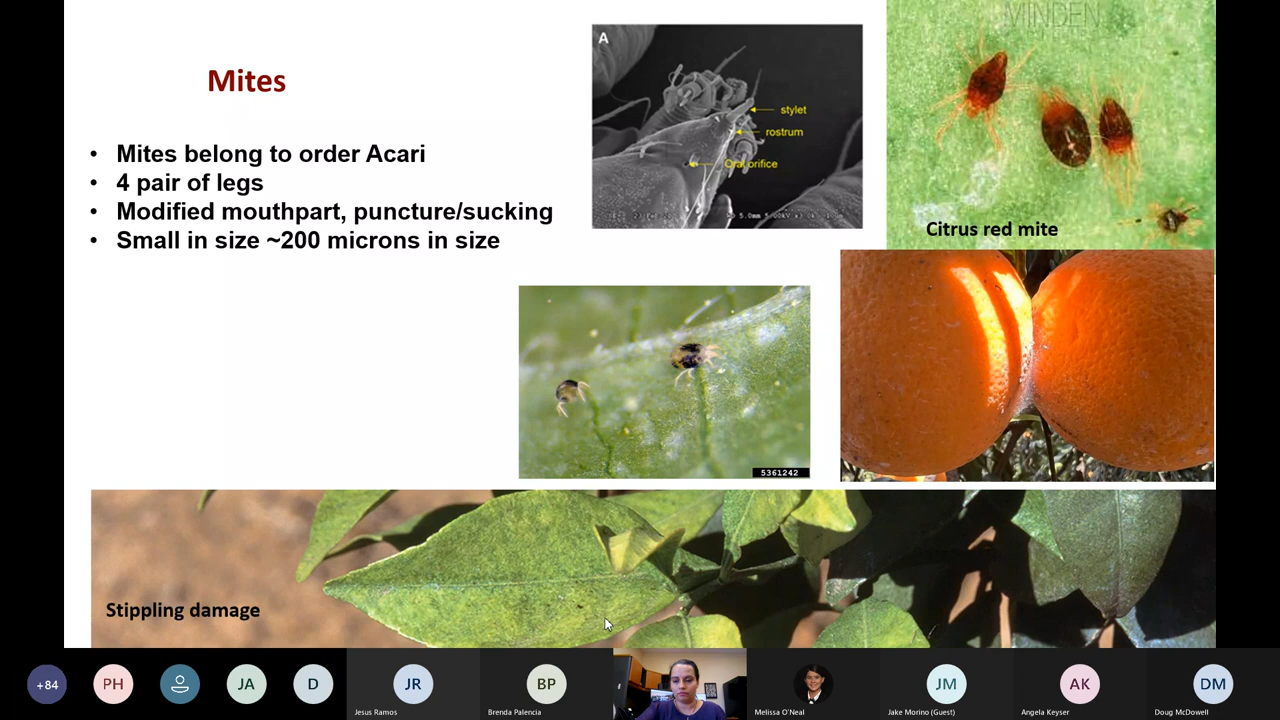 MINDEN
Mites
• Mites belong to order Acari
• 4 pair of legs
• Modified mouthpart, puncture/sucking
• Small in size ~200 microns in size
A
stylet
rostrum
Oral orifice
Citrus red mite
5361242
Stippling damage
+84
PH
JA
D
JR
Jesus Ramos
BP
Brenda Palencia
Melissa O'Neal
JM
Jake Morino (Guest)
AK
Angela Keyser
DM
Doug McDowell